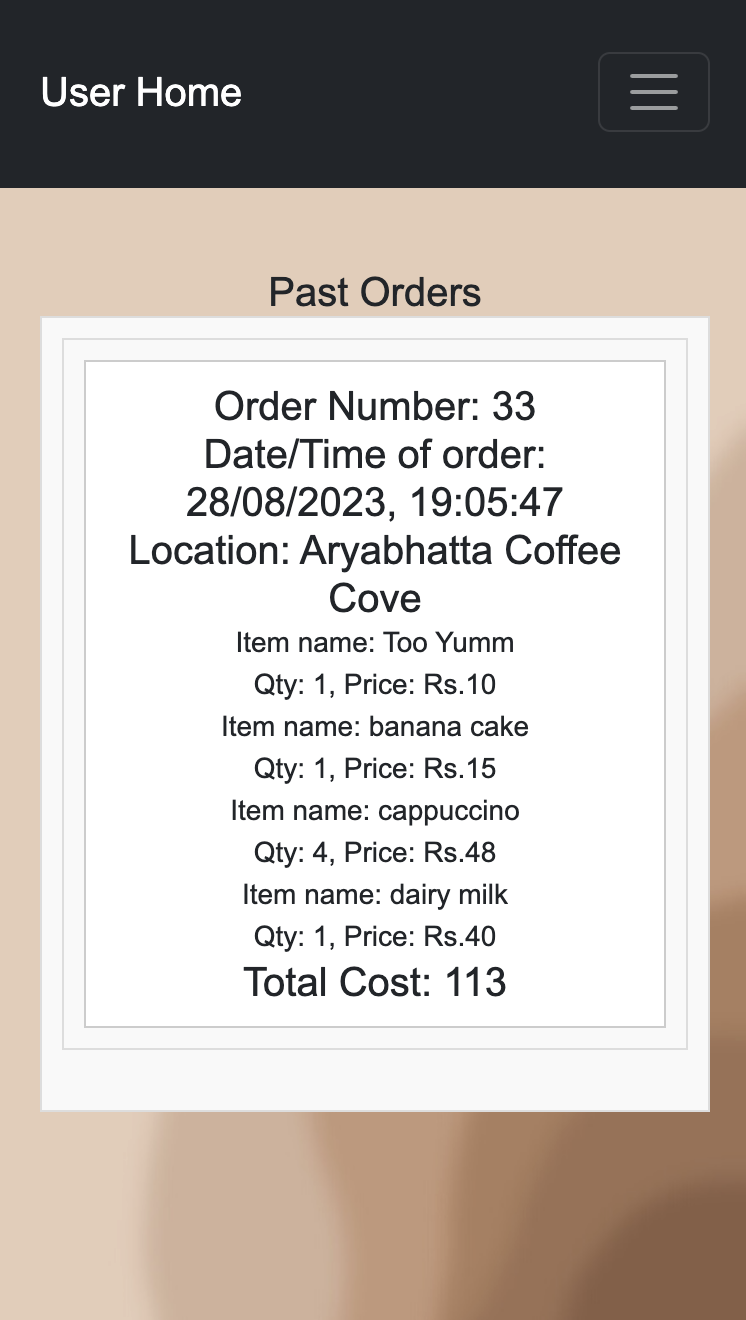 User Home
Past Orders
Order Number: 33
Date/Time of order:
28/08/2023, 19:05:47
Location: Aryabhatta Coffee
Cove
Item name: Too Yumm
Qty: 1, Price: Rs.10
Item name: banana cake
Qty: 1, Price: Rs.15
Item name: cappuccino
Qty: 4, Price: Rs.48
Item name: dairy milk
Qty: 1, Price: Rs.40
Total Cost: 113